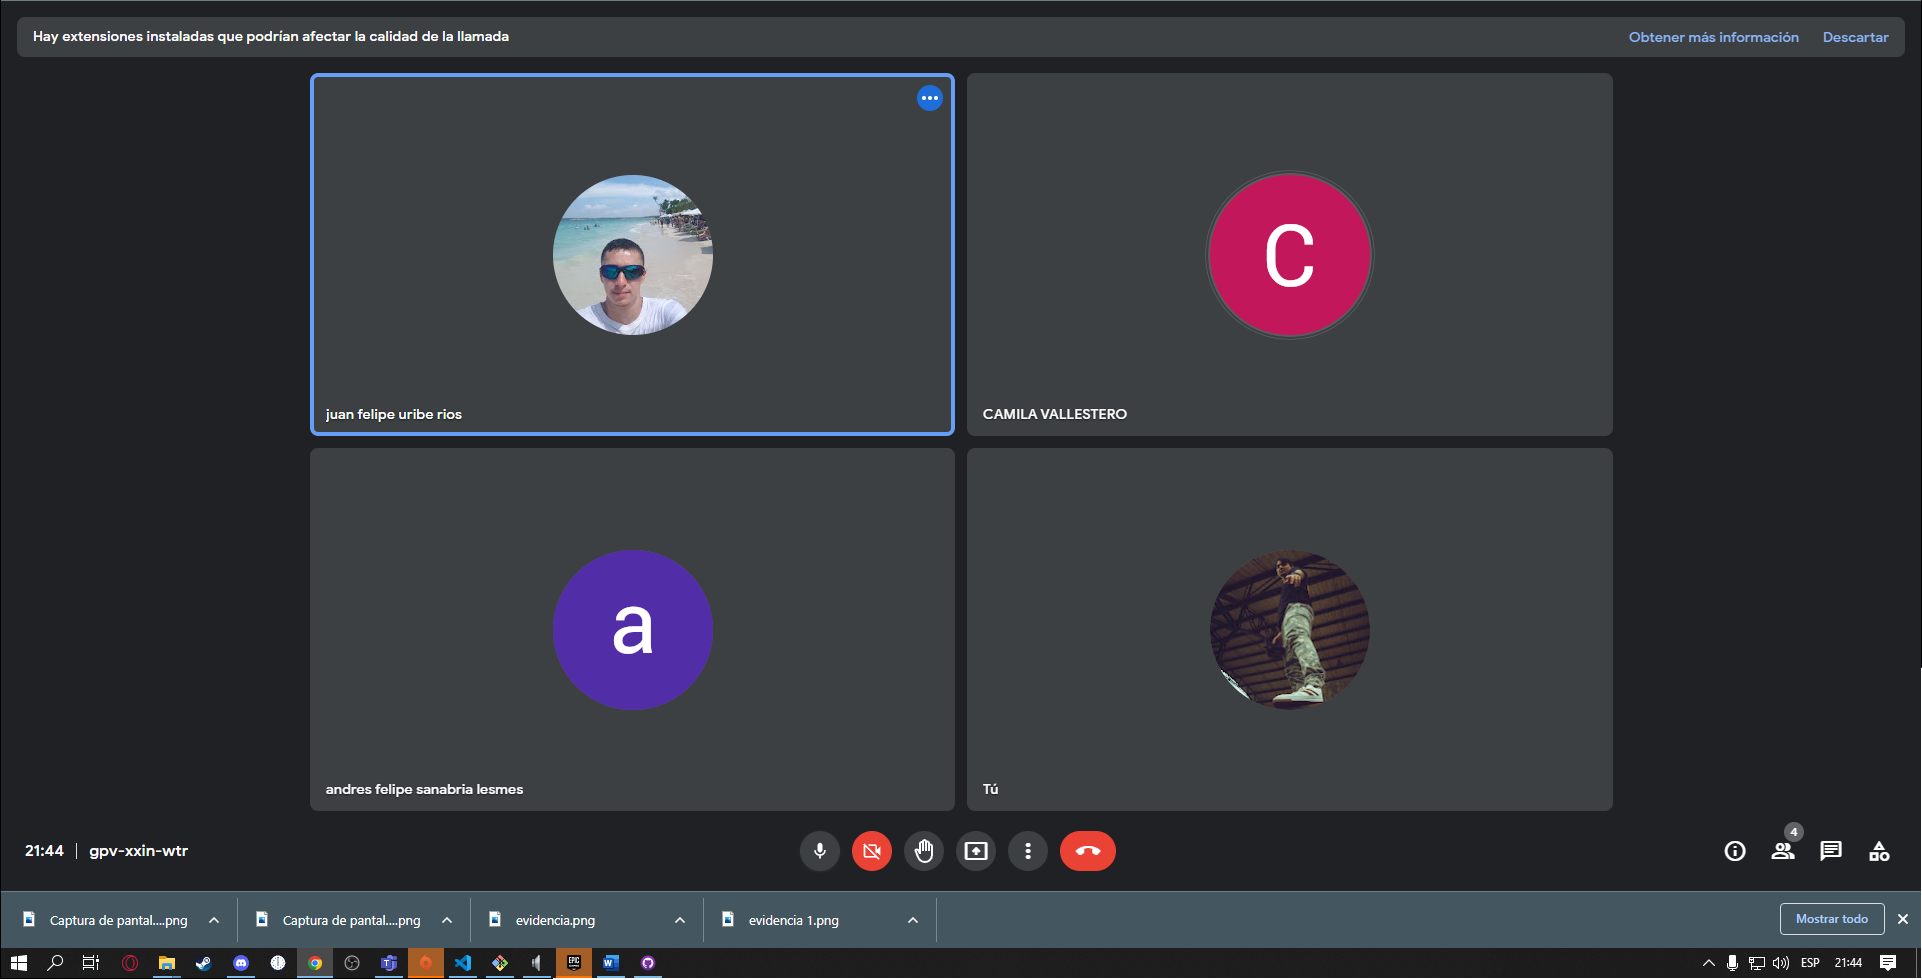 Hay extensiones instaladas que podrían afectar la calidad de la llamada
Obtener más información
Descartar
juan felipe uribe rios
C
CAMILA VALLESTERO
a
andres felipe sanabria lesmes
Tú
21:44 | gpv-xxin-wtr
4
Captura de pantal....png
Captura de pantal....png
evidencia.png
evidencia 1.png
Mostrar todo
EPIC
ESP
21:44